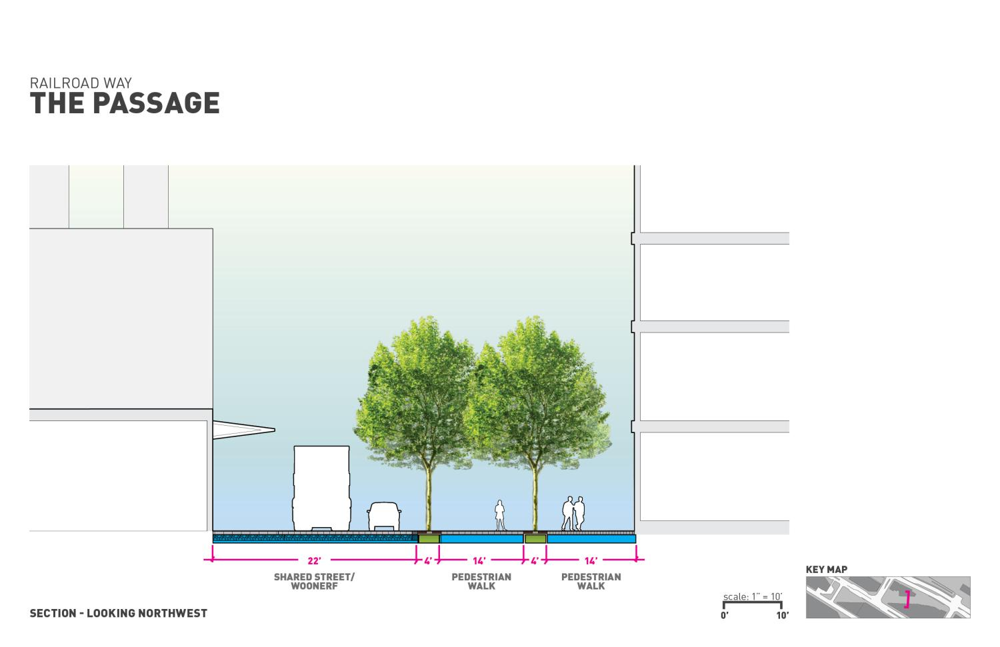 RAILROAD WAY
THE PASSAGE
22' 4' 14' 4' 14'
SHARED STREET/
WOONERF
PEDESTRIAN
WALK
PEDESTRIAN
WALK
KEY MAP
scale: 1" = 10'
0' 10'
SECTION - LOOKING NORTHWEST